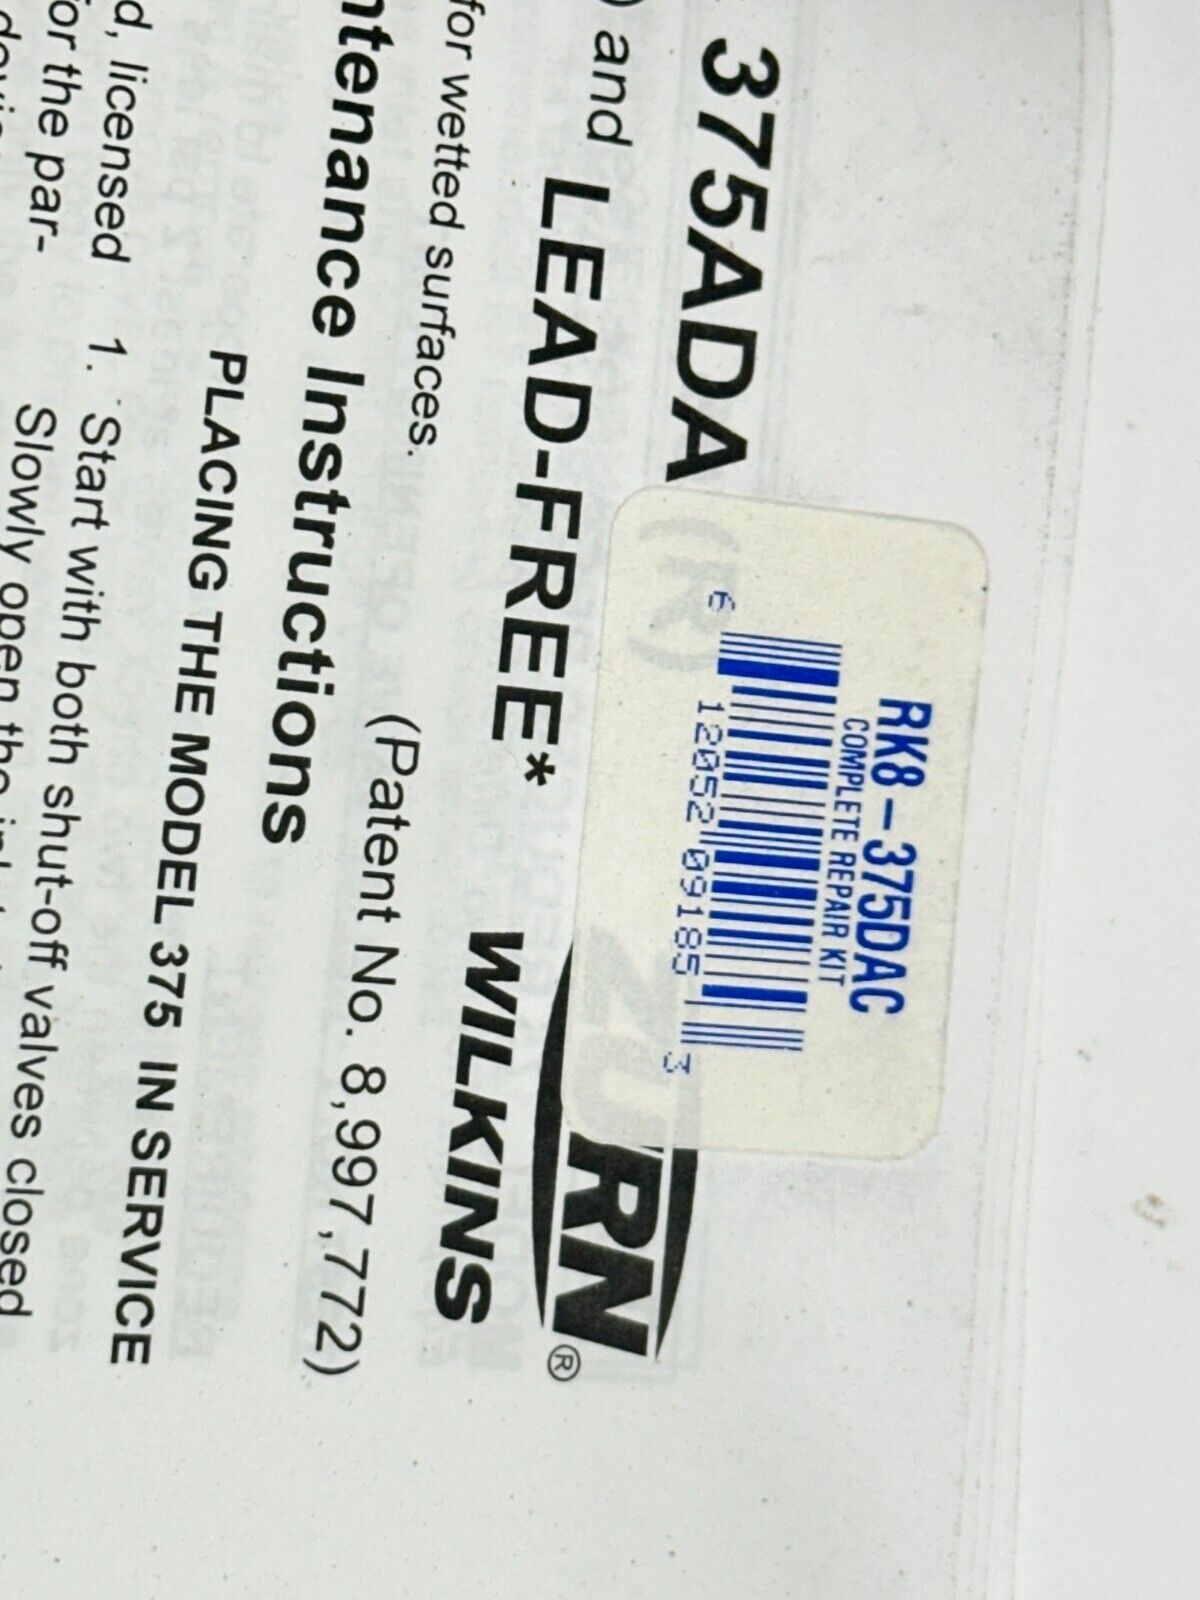 375ADA (R)
) and LEAD-FREE*
for wetted surfaces.
(Patent No. 8,997,772)
ntenance Instructions
ZURN®
WILKINS
RK8-375DAC
COMPLETE REPAIR KIT
6 12052 09185 3
PLACING THE MODEL 375 IN SERVICE
d, licensed
or the par-
1. Start with both shut-off valves closed
Slowly open the